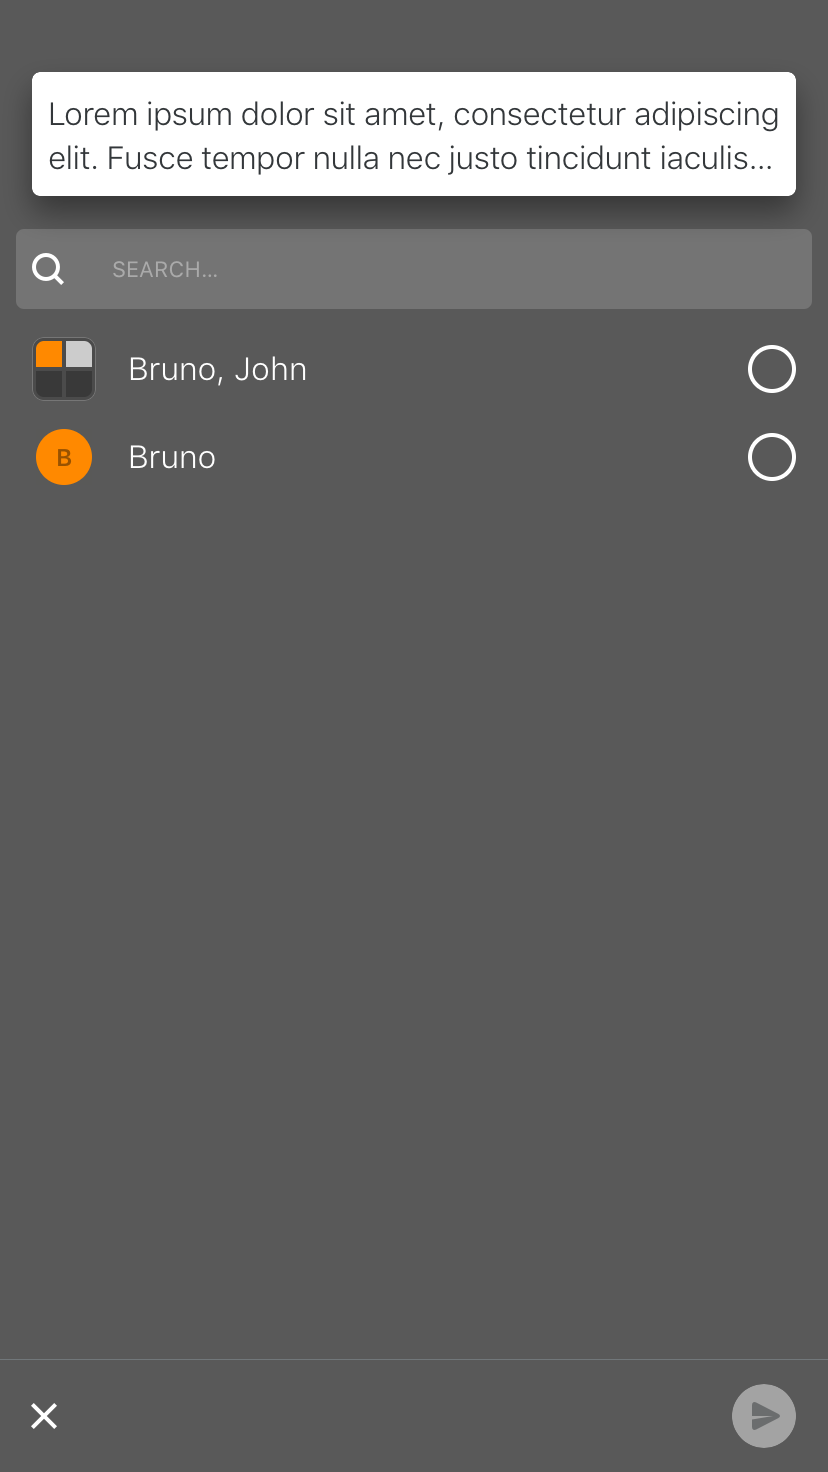 Lorem ipsum dolor sit amet, consectetur adipiscing
elit. Fusce tempor nulla nec justo tincidunt iaculis...
SEARCH...
Bruno, John
B
Bruno